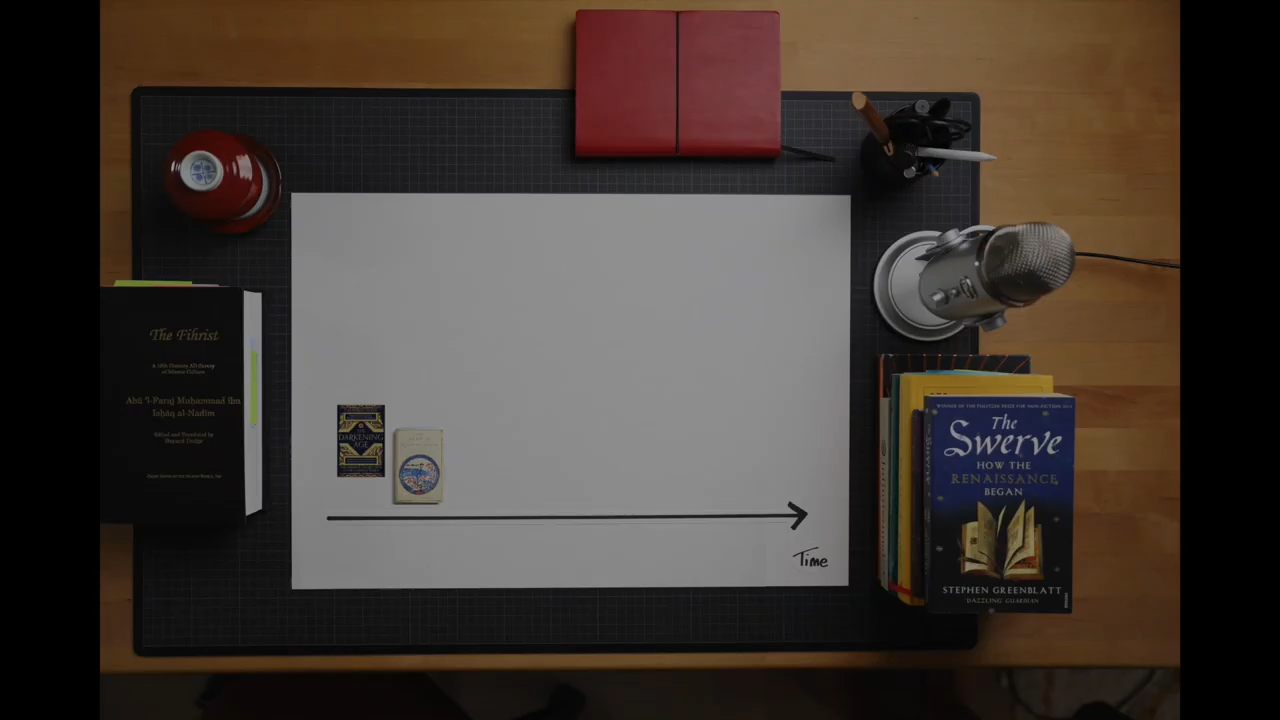 The Fihrist
A 10th Century AD Survey
of Islamic Culture
Abū 'l-Faraj Muhammad ibn
Ishāq al-Nadīm
Edited and Translated by
Bayard Dodge
THE
DARKENING
AGE
Time
WINNER OF THE PULITZER PRIZE FOR NON-FICTION 2012
The
Swerve
HOW THE
RENAISSANCE
BEGAN
STEPHEN GREENBLATT
'DAZZLING' GUARDIAN